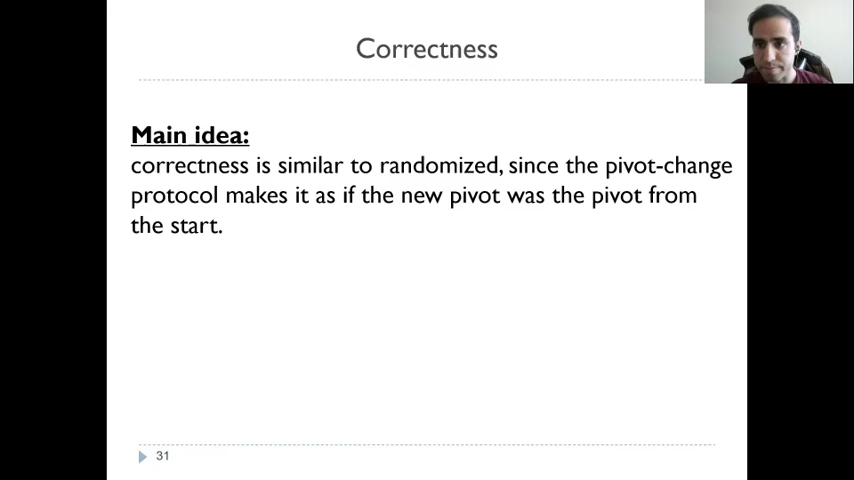 Correctness
Main idea:
correctness is similar to randomized, since the pivot-change
protocol makes it as if the new pivot was the pivot from
the start.
31